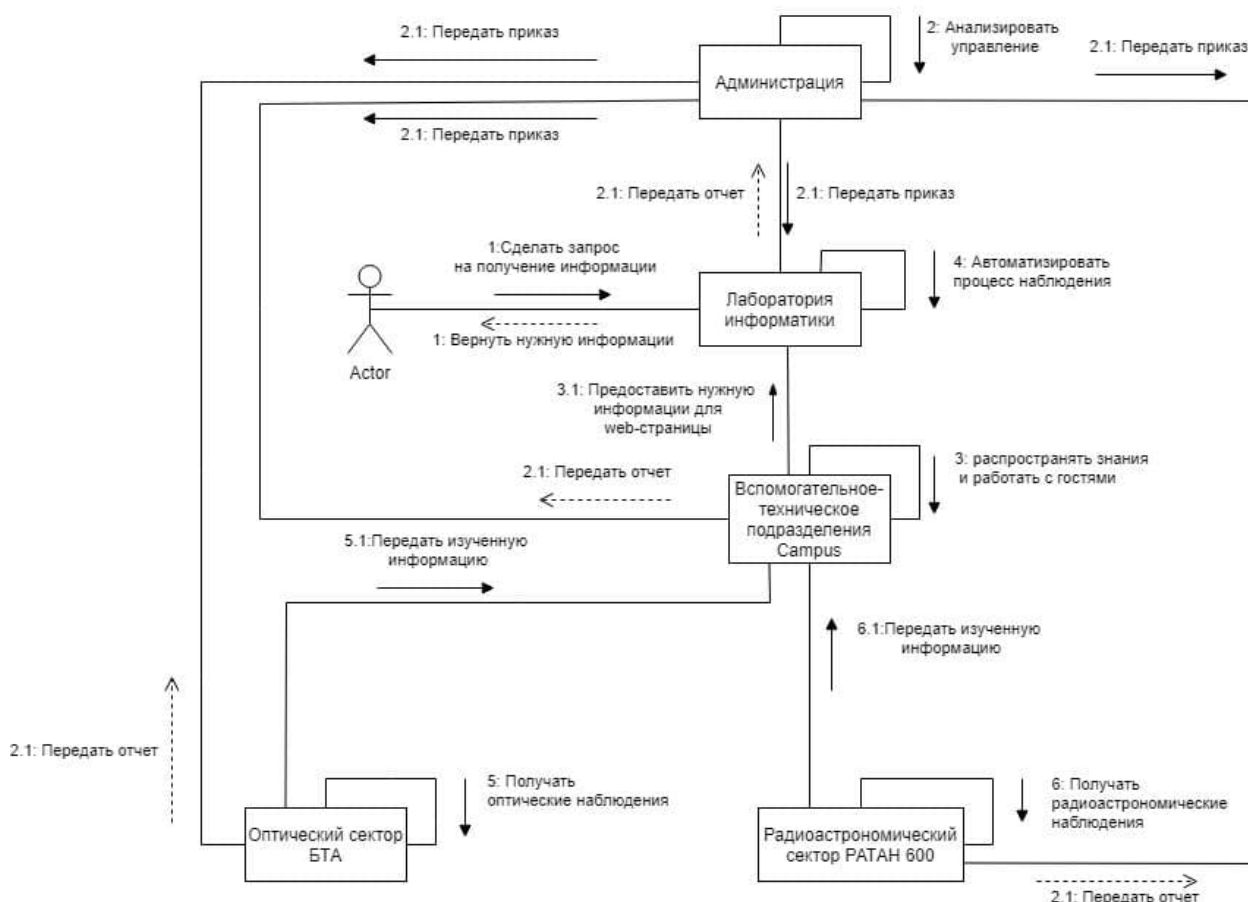 2.1: Передать приказ
2: Анализировать
управление
2.1: Передать приказ
Администрация
2.1: Передать приказ
2.1: Передать отчет
2.1: Передать приказ
1:Сделать запрос
на получение информации
4: Автоматизировать
процесс наблюдения
Лаборатория
информатики
1: Вернуть нужную информации
Actor
3.1: Предоставить нужную
информации для
web-страницы
3: распространять знания
и работать с гостями
2.1: Передать отчет
Вспомогательное-
техническое
подразделения
Campus
5.1:Передать изученную
информацию
6.1:Передать изученную
информацию
2.1: Передать отчет
5: Получать
оптические наблюдения
6: Получать
радиоастрономические
наблюдения
Оптический сектор
БТА
Радиоастрономический
сектор РАТАН 600
2.1: Передать отчет